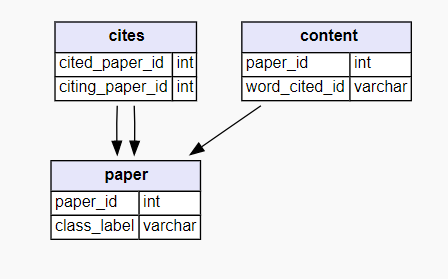 cites
cited_paper_id int
citing_paper_id int
content
paper_id int
word_cited_id varchar
paper
paper_id int
class_label varchar